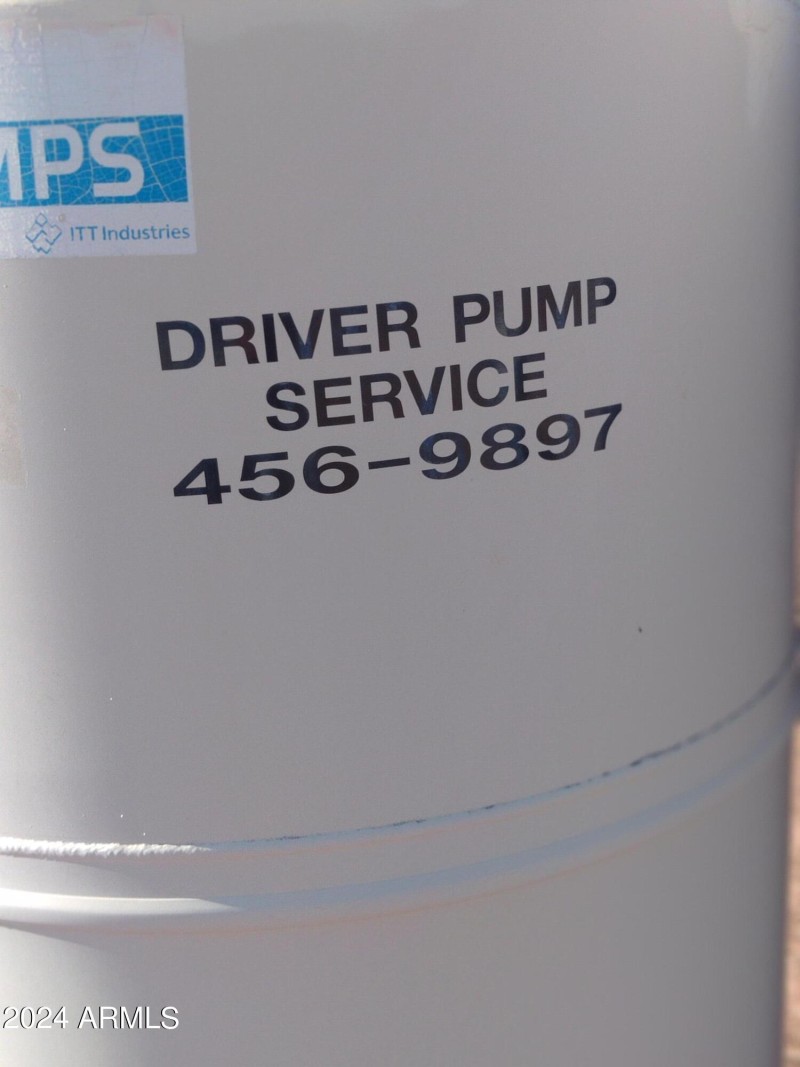 MPS
ITT Industries
DRIVER PUMP
SERVICE
456-9897
2024 ARMLS